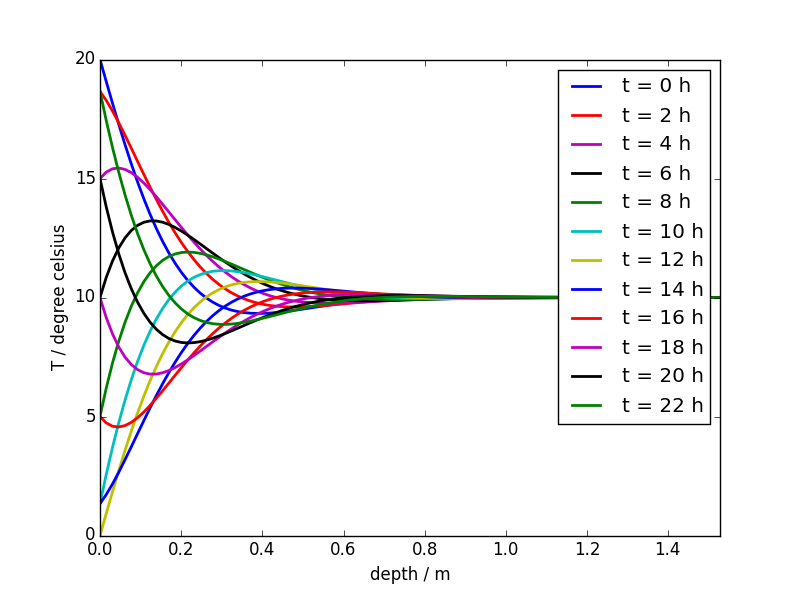 20
15
10
5
0
T / degree celsius
t = 0 h
t = 2 h
t = 4 h
t = 6 h
t = 8 h
t = 10 h
t = 12 h
t = 14 h
t = 16 h
t = 18 h
t = 20 h
t = 22 h
0.0 0.2 0.4 0.6 0.8 1.0 1.2 1.4
depth / m